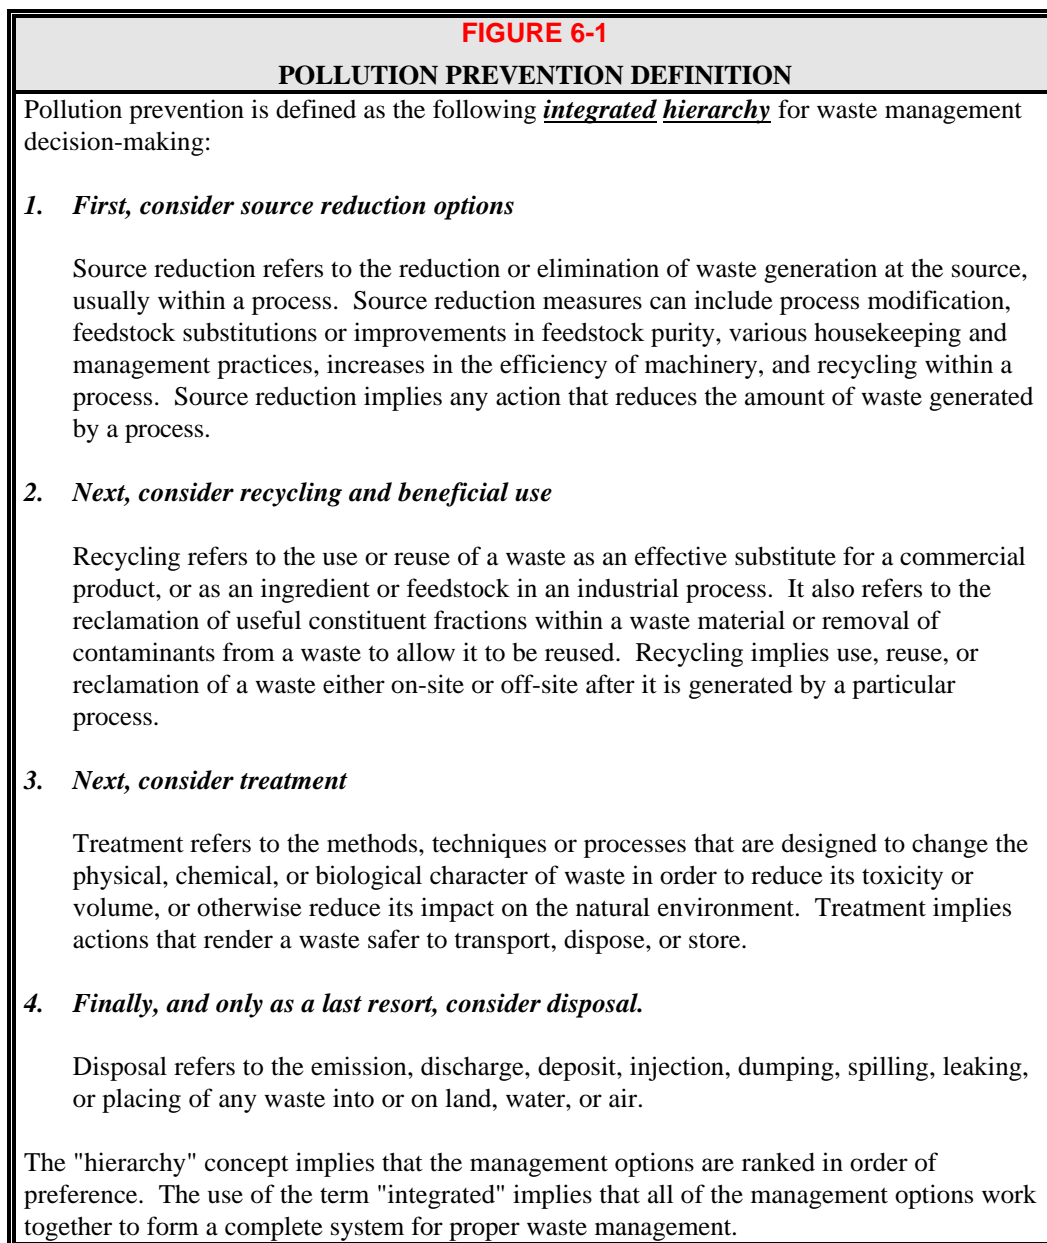 FIGURE 6-1
POLLUTION PREVENTION DEFINITION
Pollution prevention is defined as the following integrated hierarchy for waste management
decision-making:
1. First, consider source reduction options
Source reduction refers to the reduction or elimination of waste generation at the source,
usually within a process. Source reduction measures can include process modification,
feedstock substitutions or improvements in feedstock purity, various housekeeping and
management practices, increases in the efficiency of machinery, and recycling within a
process. Source reduction implies any action that reduces the amount of waste generated
by a process.
2. Next, consider recycling and beneficial use
Recycling refers to the use or reuse of a waste as an effective substitute for a commercial
product, or as an ingredient or feedstock in an industrial process. It also refers to the
reclamation of useful constituent fractions within a waste material or removal of
contaminants from a waste to allow it to be reused. Recycling implies use, reuse, or
reclamation of a waste either on-site or off-site after it is generated by a particular
process.
3. Next, consider treatment
Treatment refers to the methods, techniques or processes that are designed to change the
physical, chemical, or biological character of waste in order to reduce its toxicity or
volume, or otherwise reduce its impact on the natural environment. Treatment implies
actions that render a waste safer to transport, dispose, or store.
4. Finally, and only as a last resort, consider disposal.
Disposal refers to the emission, discharge, deposit, injection, dumping, spilling, leaking,
or placing of any waste into or on land, water, or air.
The "hierarchy" concept implies that the management options are ranked in order of
preference. The use of the term "integrated" implies that all of the management options work
together to form a complete system for proper waste management.